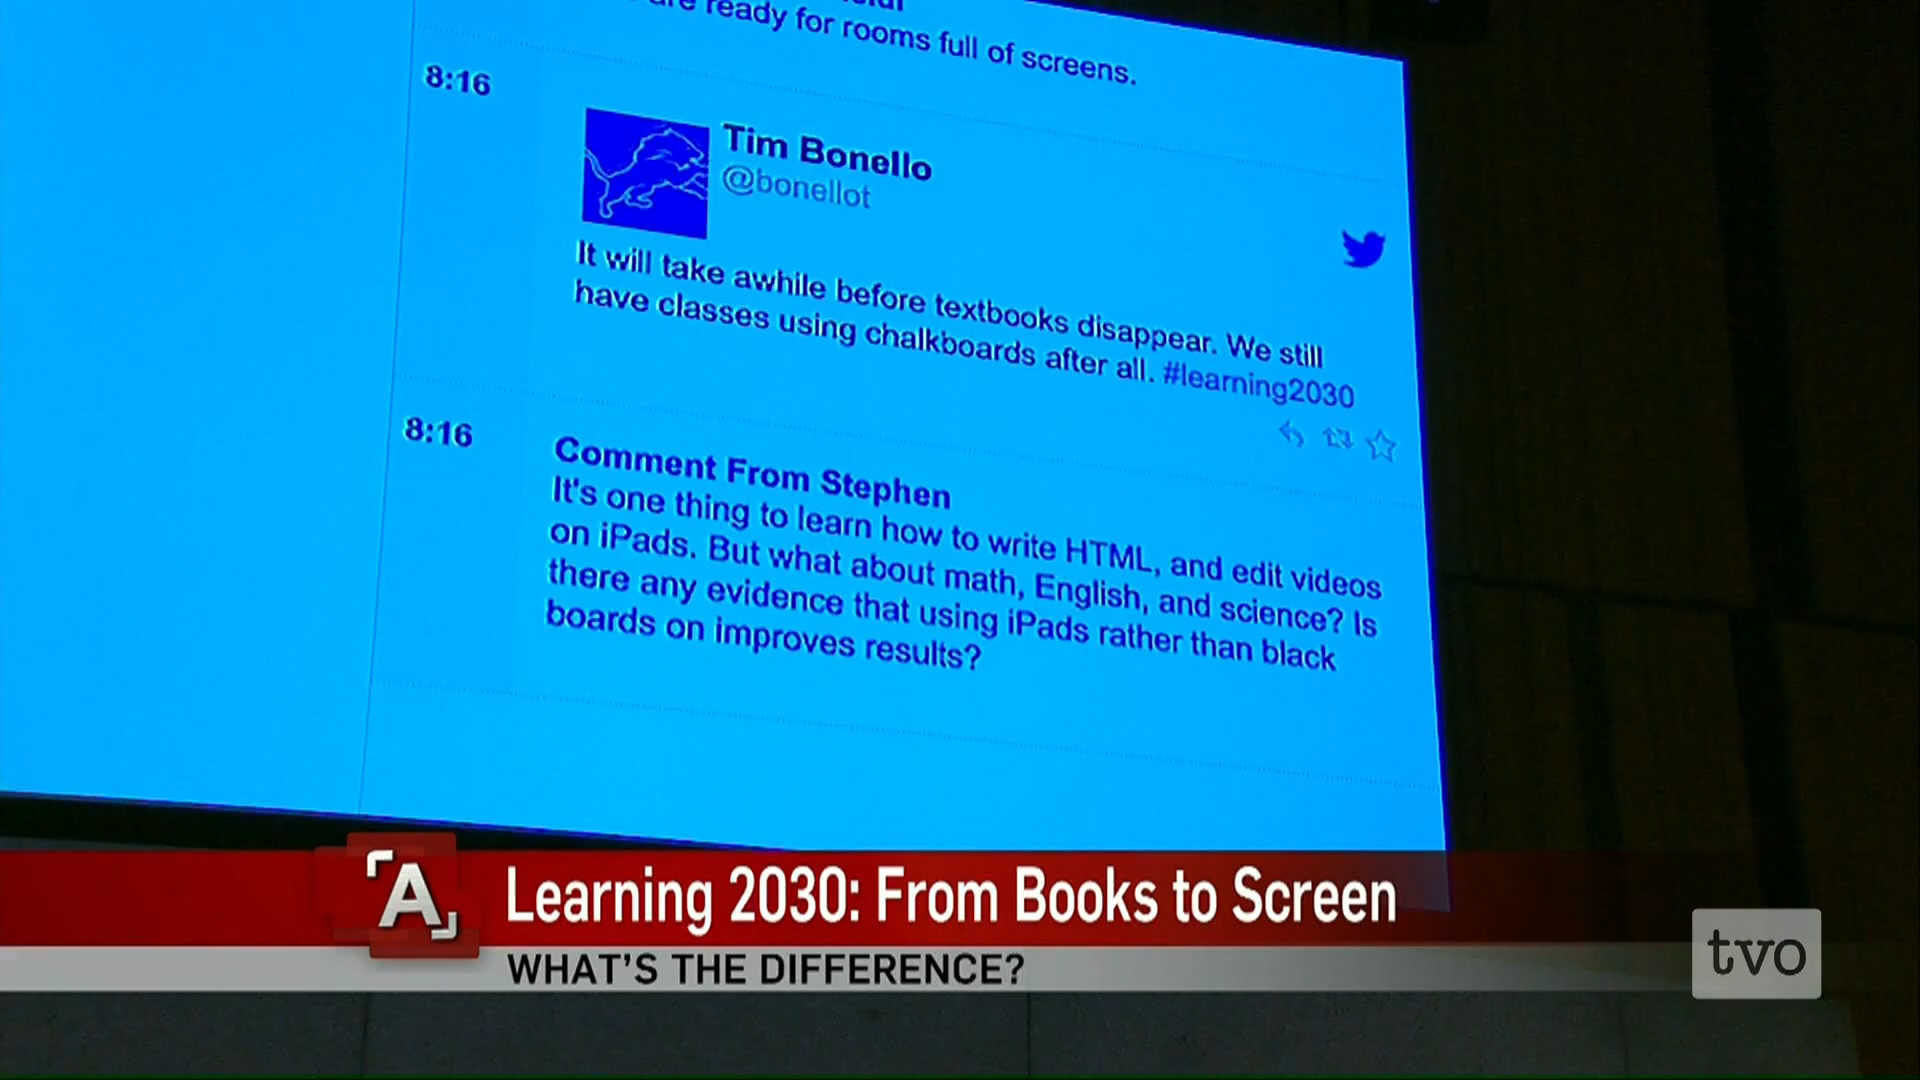 ready for rooms full of screens.
8:16
Tim Bonello
@bonellot
It will take awhile before textbooks disappear. We still
have classes using chalkboards after all. #learning2030
8:16
Comment From Stephen
It's one thing to learn how to write HTML, and edit videos
on iPads. But what about math, English, and science? Is
there any evidence that using iPads rather than black
boards on improves results?
A
Learning 2030: From Books to Screen
WHAT'S THE DIFFERENCE?
tvo